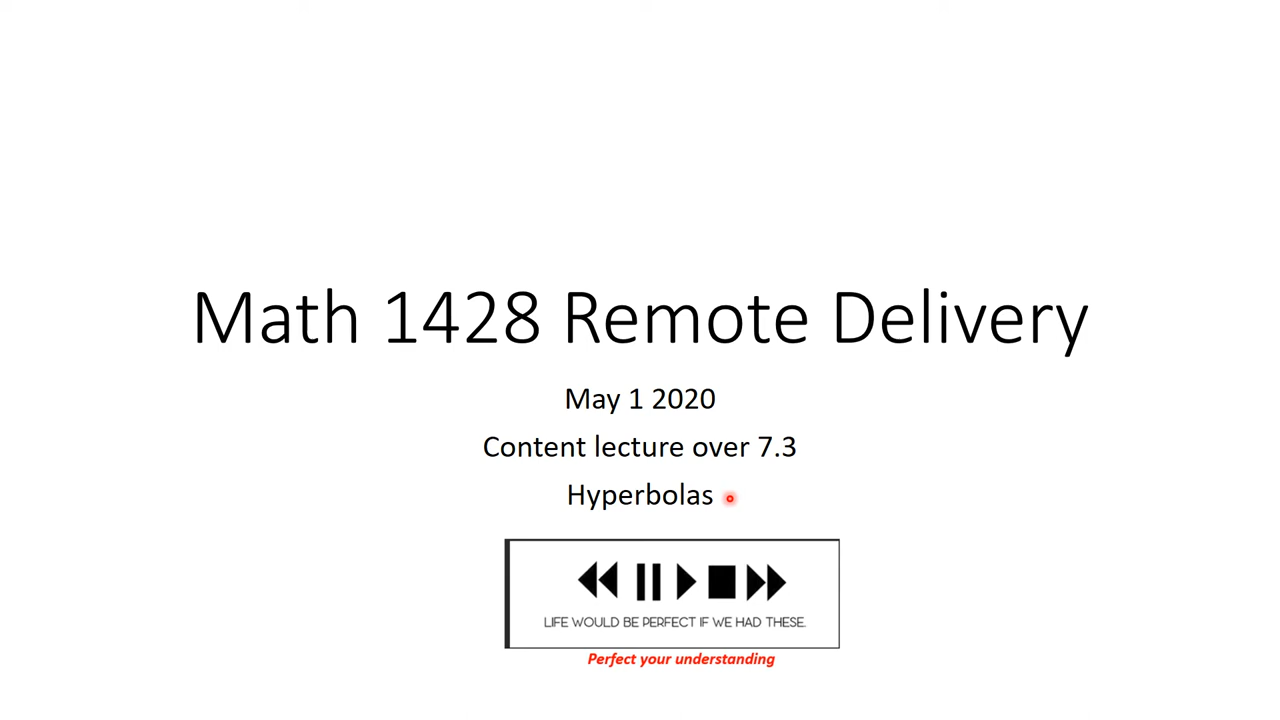 Math 1428 Remote Delivery
May 1 2020
Content lecture over 7.3
Hyperbolas
LIFE WOULD BE PERFECT IF WE HAD THESE.
Perfect your understanding